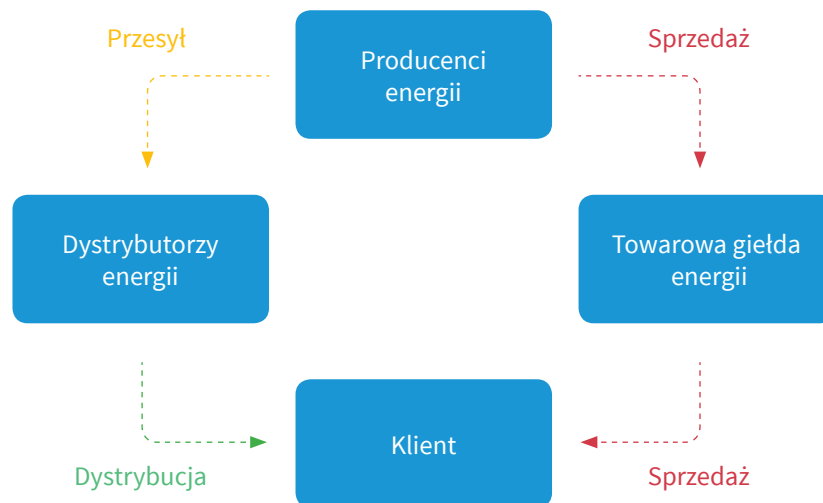 Przesył
Producenci
energii
Sprzedaż
Dystrybutorzy
energii
Towarowa giełda
energii
Klient
Dystrybucja
Sprzedaż